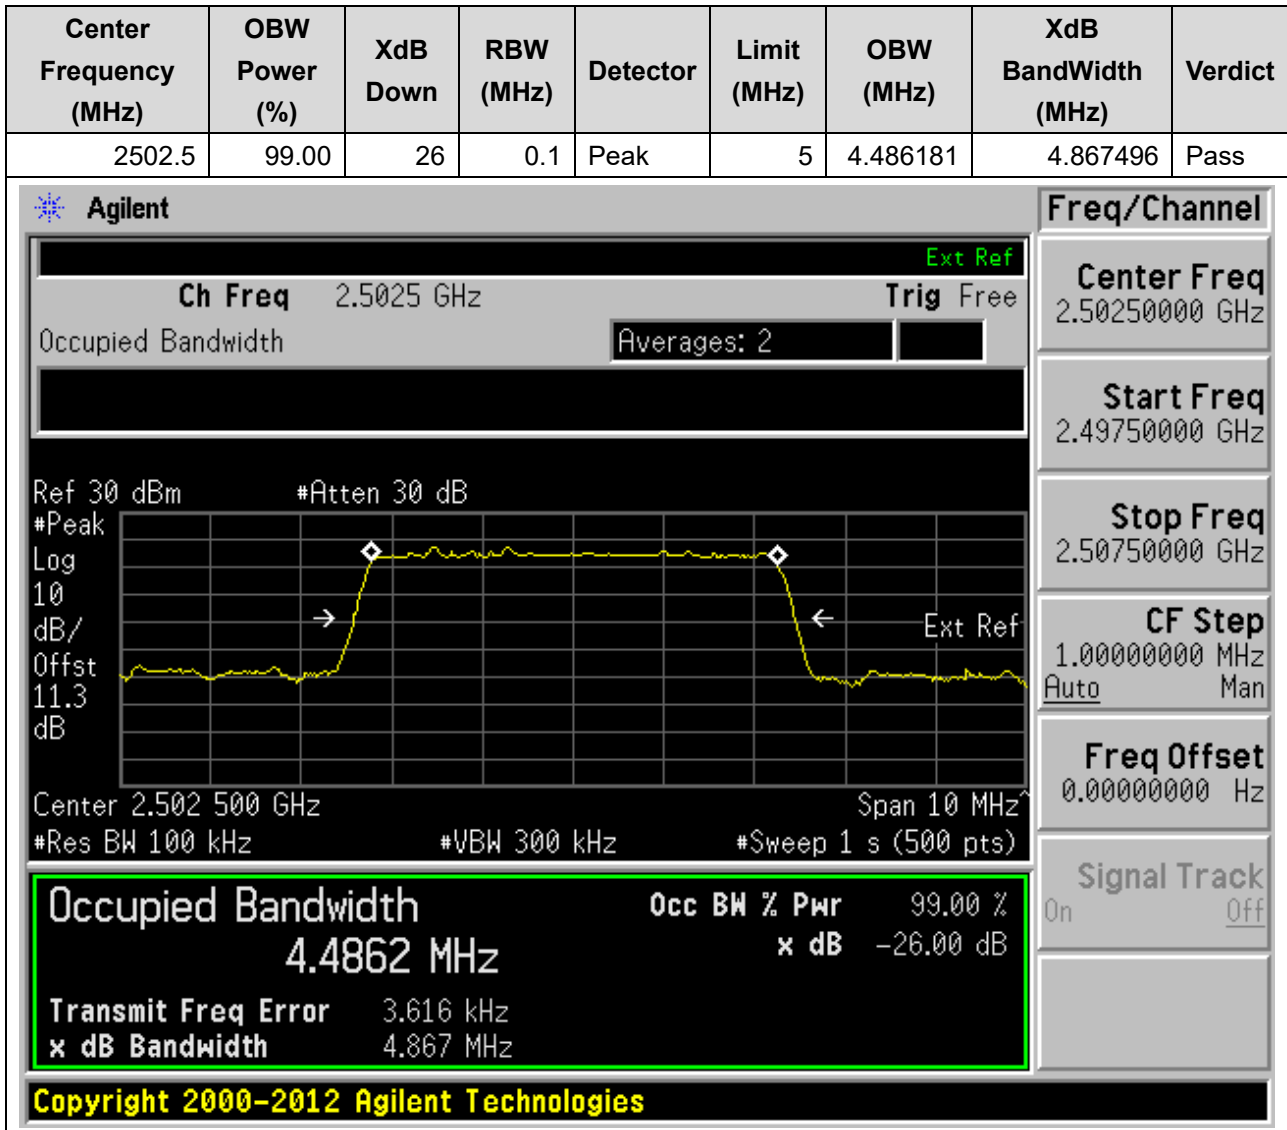 Center Frequency (MHz) OBW Power (%) XdB Down RBW (MHz) Detector Limit (MHz) OBW (MHz) XdB BandWidth (MHz) Verdict
2502.5 99.00 26 0.1 Peak 5 4.486181 4.867496 Pass
Agilent
Freq/Channel
Ext Ref
Ch Freq 2.5025 GHz Trig Free
Occupied Bandwidth Averages: 2
Ref 30 dBm #Atten 30 dB
#Peak
Log
10
dB/
Offst
11.3
dB
Ext Ref
Center 2.502 500 GHz Span 10 MHz^
#Res BW 100 kHz #VBW 300 kHz #Sweep 1 s (500 pts)
Occupied Bandwidth Occ BW % Pwr 99.00 %
4.4862 MHz x dB -26.00 dB
Transmit Freq Error 3.616 kHz
x dB Bandwidth 4.867 MHz
Center Freq
2.50250000 GHz
Start Freq
2.49750000 GHz
Stop Freq
2.50750000 GHz
CF Step
1.00000000 MHz
Auto Man
Freq Offset
0.00000000 Hz
Signal Track
On Off
Copyright 2000-2012 Agilent Technologies